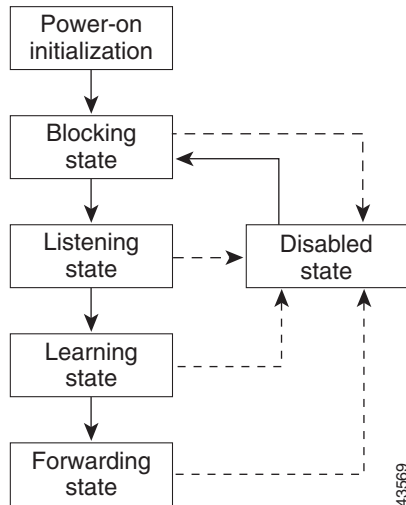 Power-on
initialization
Blocking
state
Listening
state
Disabled
state
Learning
state
Forwarding
state
43569